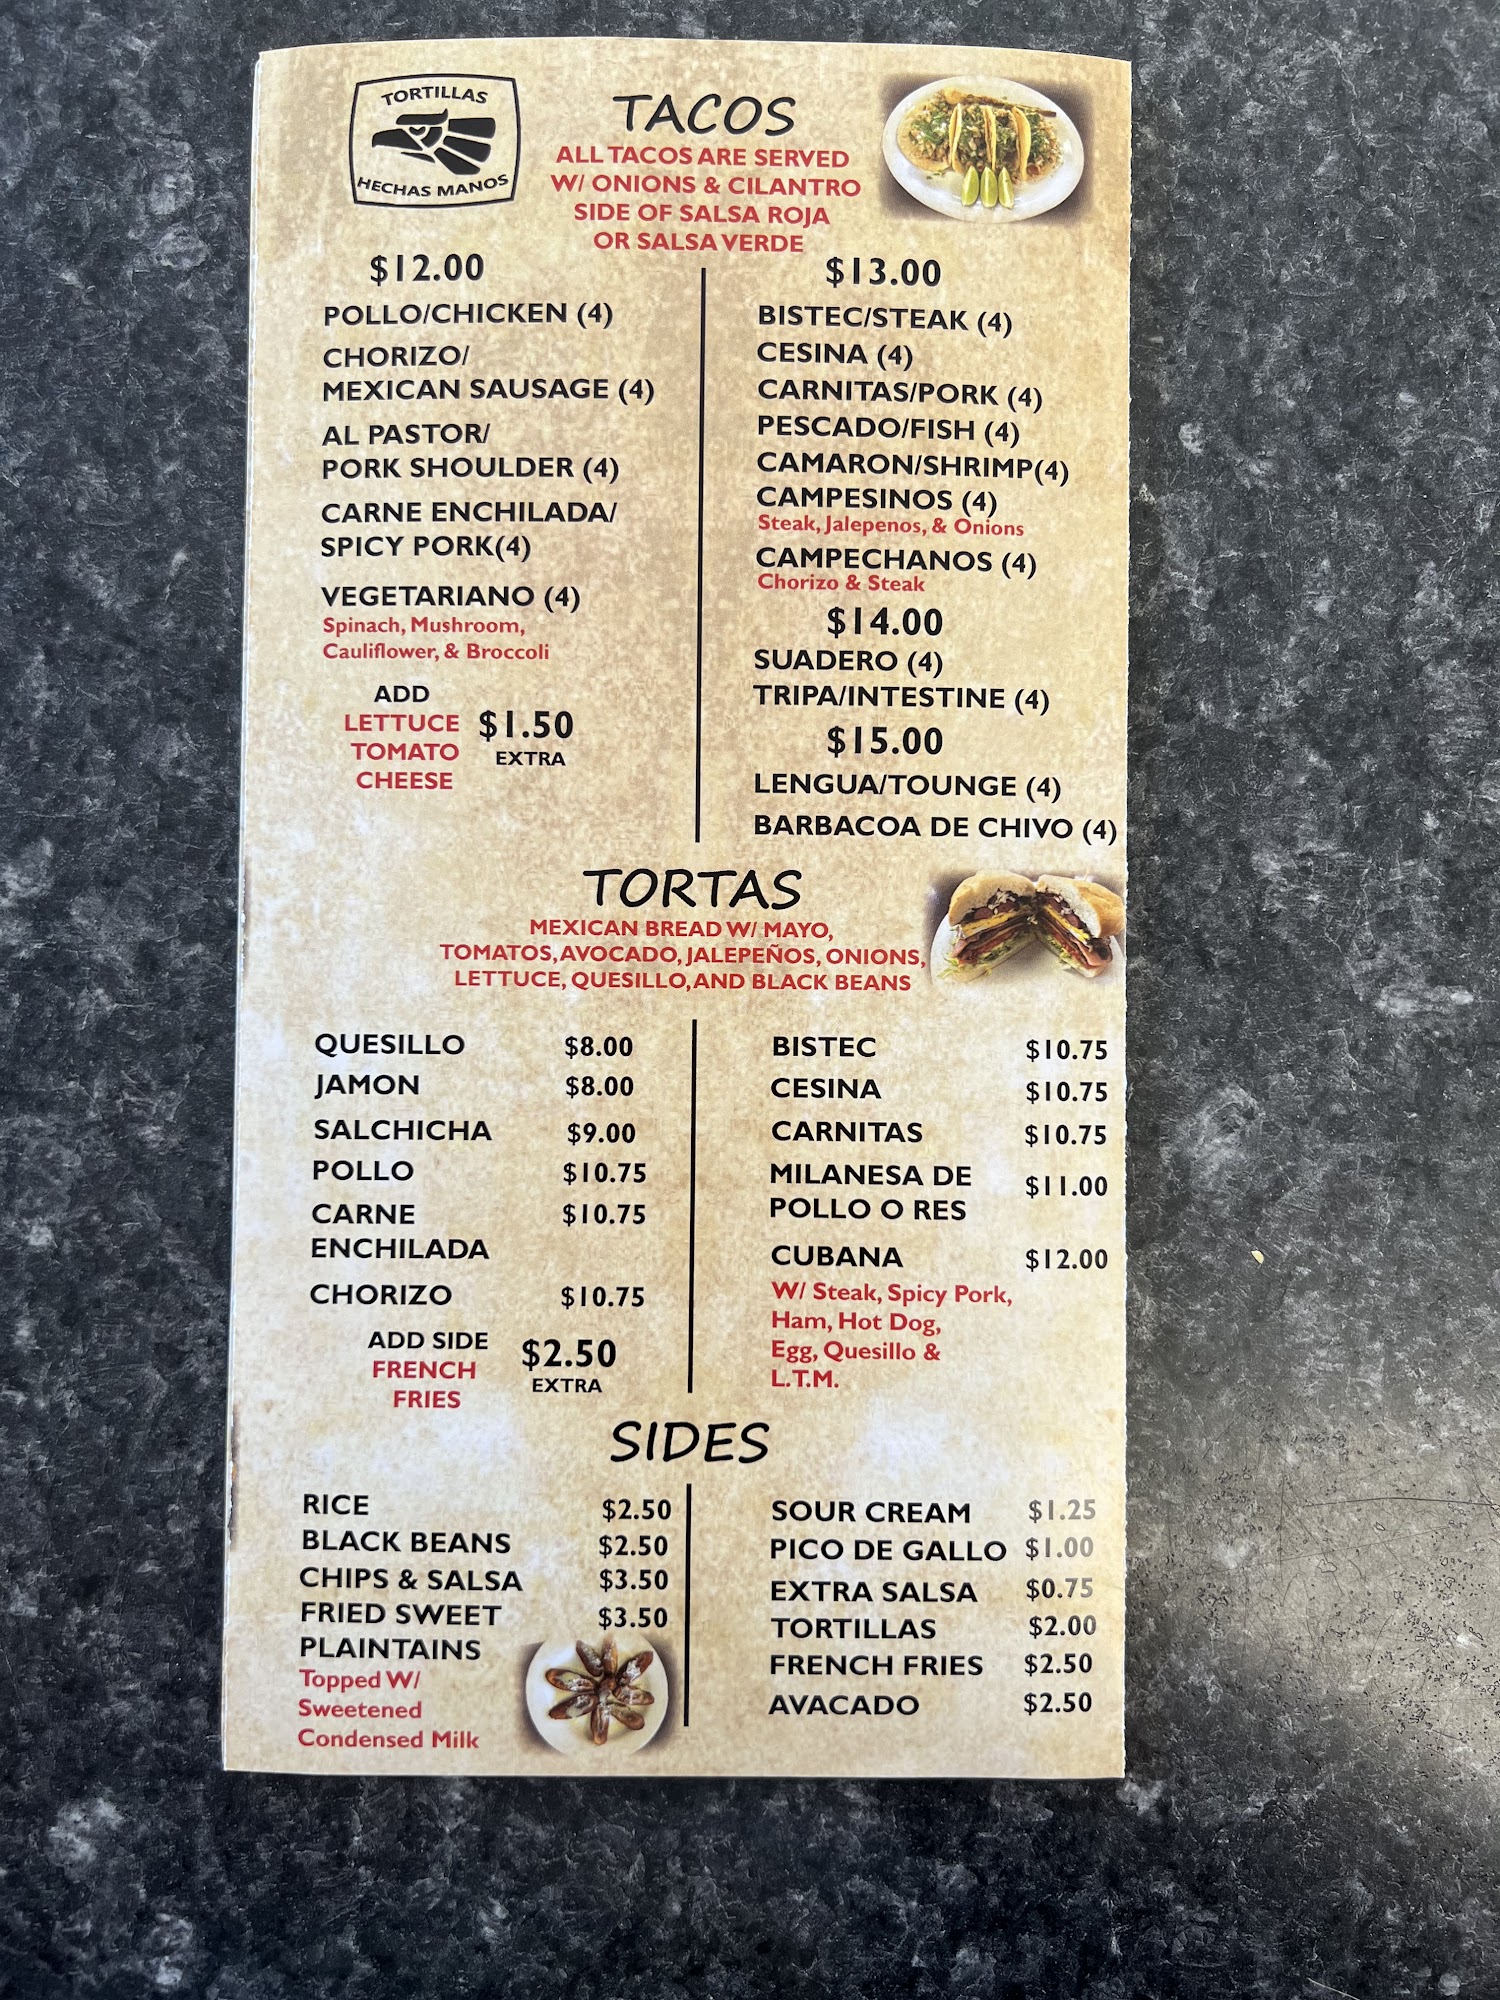 TORTILLAS
HECHAS MANOS
TACOS
ALL TACOS ARE SERVED
W/ ONIONS & CILANTRO
SIDE OF SALSA ROJA
OR SALSA VERDE
$12.00
POLLO/CHICKEN (4)
CHORIZO/
MEXICAN SAUSAGE (4)
AL PASTOR/
PORK SHOULDER (4)
CARNE ENCHILADA/
SPICY PORK(4)
VEGETARIANO (4)
Spinach, Mushroom,
Cauliflower, & Broccoli
ADD
LETTUCE
TOMATO
CHEESE
$1.50
EXTRA
$13.00
BISTEC/STEAK (4)
CESINA (4)
CARNITAS/PORK (4)
PESCADO/FISH (4)
CAMARON/SHRIMP(4)
CAMPESINOS (4)
Steak, Jalepenos, & Onions
CAMPECHANOS (4)
Chorizo & Steak
$14.00
SUADERO (4)
TRIPA/INTESTINE (4)
$15.00
LENGUA/TOUNGE (4)
BARBACOA DE CHIVO (4)
TORTAS
MEXICAN BREAD W/ MAYO,
TOMATOS, AVOCADO, JALEPEÑOS, ONIONS,
LETTUCE, QUESILLO, AND BLACK BEANS
QUESILLO $8.00
JAMON $8.00
SALCHICHA $9.00
POLLO $10.75
CARNE $10.75
ENCHILADA
CHORIZO $10.75
ADD SIDE
FRENCH
FRIES
$2.50
EXTRA
BISTEC $10.75
CESINA $10.75
CARNITAS $10.75
MILANESA DE $11.00
POLLO O RES
CUBANA $12.00
W/ Steak, Spicy Pork,
Ham, Hot Dog,
Egg, Quesillo &
L.T.M.
SIDES
RICE $2.50
BLACK BEANS $2.50
CHIPS & SALSA $3.50
FRIED SWEET $3.50
PLAINTAINS
Topped W/
Sweetened
Condensed Milk
SOUR CREAM $1.25
PICO DE GALLO $1.00
EXTRA SALSA $0.75
TORTILLAS $2.00
FRENCH FRIES $2.50
AVACADO $2.50